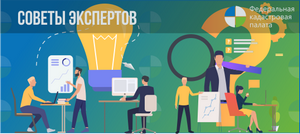 СОВЕТЫ ЭКСПЕРТОВ
Федеральная
кадастровая
палата